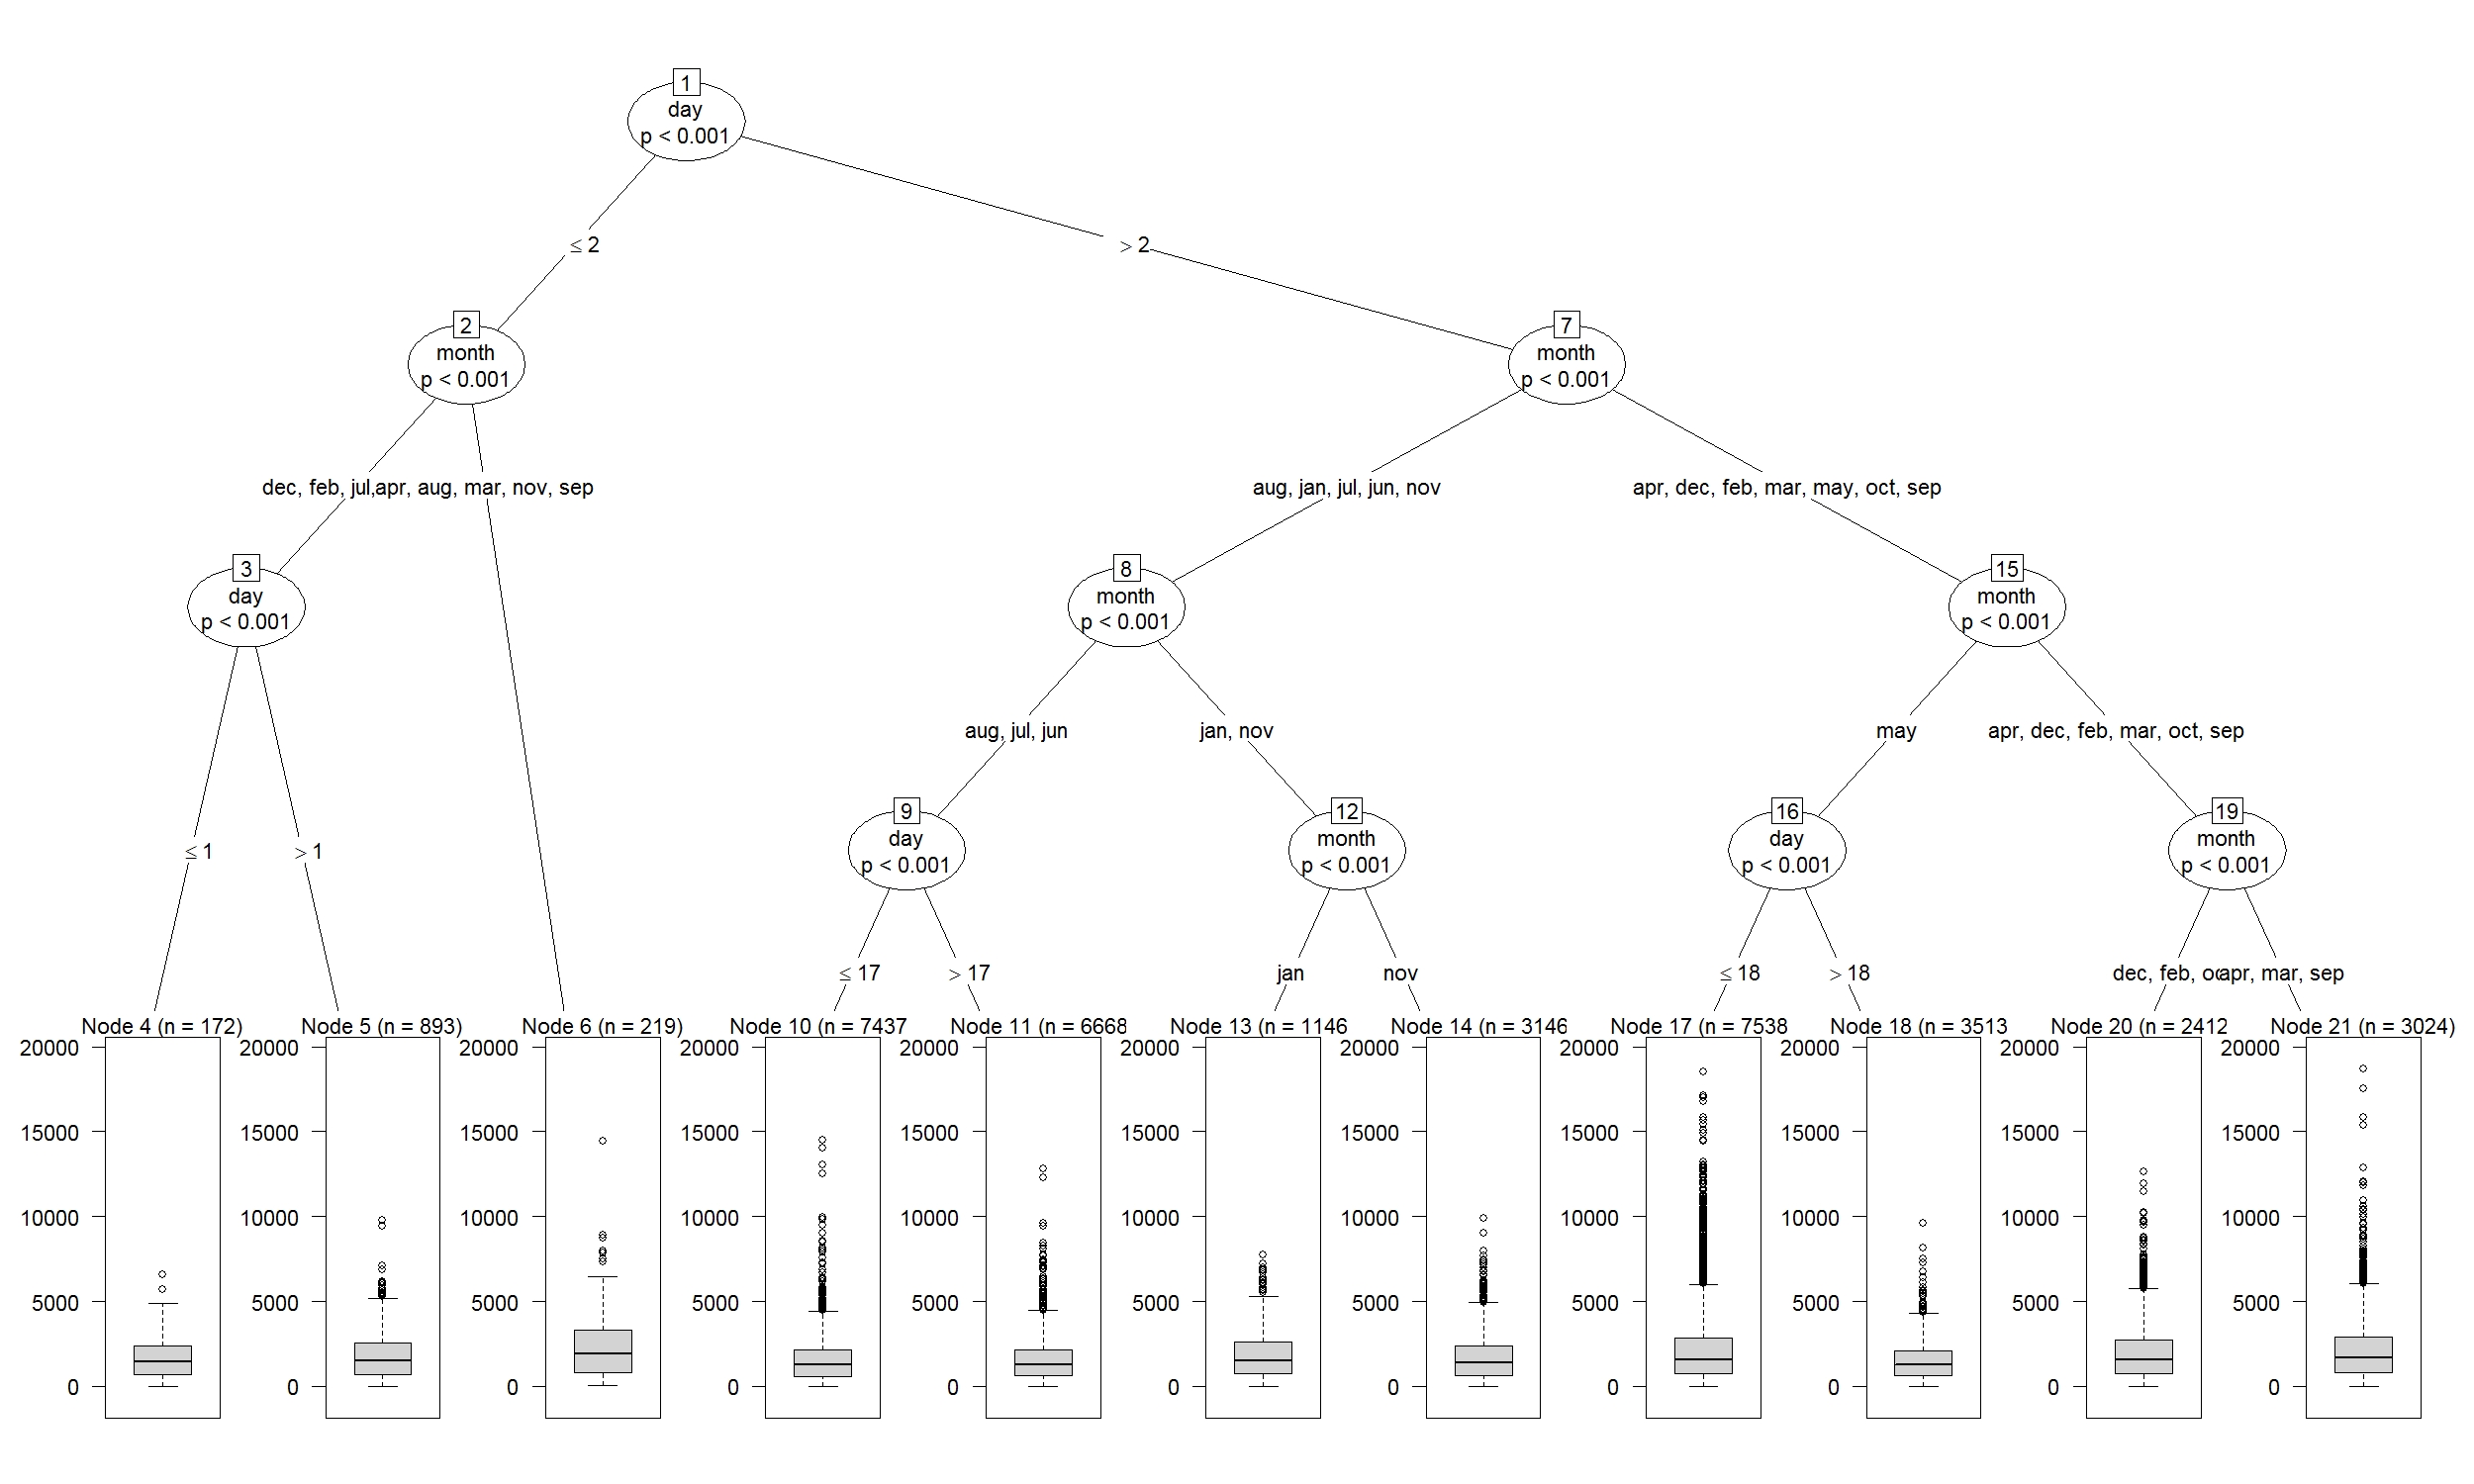 1
day
p < 0.001
≤ 2
> 2
2
month
p < 0.001
7
month
p < 0.001
dec, feb, jul,
apr, aug, mar, nov, sep
aug, jan, jul, jun, nov
apr, dec, feb, mar, may, oct, sep
3
day
p < 0.001
8
month
p < 0.001
15
month
p < 0.001
aug, jul, jun
jan, nov
may
apr, dec, feb, mar, oct, sep
9
day
p < 0.001
12
month
p < 0.001
16
day
p < 0.001
19
month
p < 0.001
≤ 1
> 1
≤ 17
> 17
jan
nov
≤ 18
> 18
dec, feb,
apr, mar, sep
Node 4 (n = 172)
20000
15000
10000
5000
0
Node 5 (n = 893)
20000
15000
10000
5000
0
Node 6 (n = 219)
20000
15000
10000
5000
0
Node 10 (n = 7437
20000
15000
10000
5000
0
Node 11 (n = 6668
20000
15000
10000
5000
0
Node 13 (n = 1146
20000
15000
10000
5000
0
Node 14 (n = 3146
20000
15000
10000
5000
0
Node 17 (n = 7538
20000
15000
10000
5000
0
Node 18 (n = 3513
20000
15000
10000
5000
0
Node 20 (n = 2412
20000
15000
10000
5000
0
Node 21 (n = 3024)
20000
15000
10000
5000
0